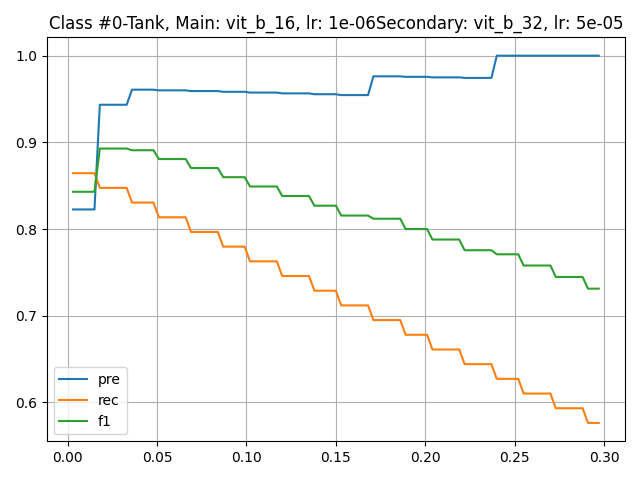 Class #0-Tank, Main: vit_b_16, lr: 1e-06Secondary: vit_b_32, lr: 5e-05
1.0
0.9
0.8
0.7
0.6
pre
rec
f1
0.00 0.05 0.10 0.15 0.20 0.25 0.30